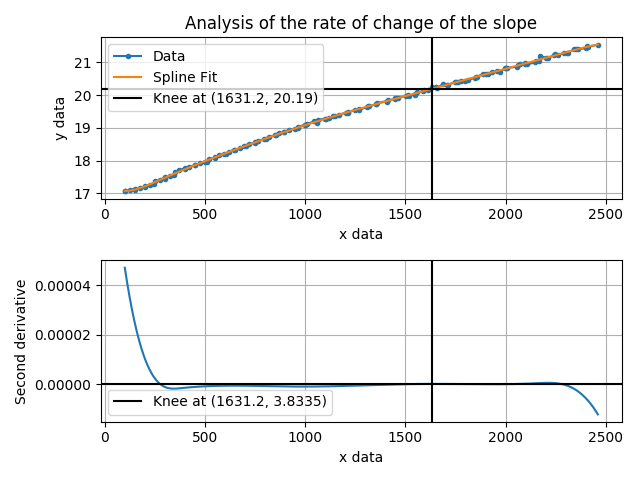 Analysis of the rate of change of the slope
Data
Spline Fit
Knee at (1631.2, 20.19)
y data
21
20
19
18
17
0 500 1000 1500 2000 2500
x data
Second derivative
0.00004
0.00002
0.00000
Knee at (1631.2, 3.8335)
0 500 1000 1500 2000 2500
x data